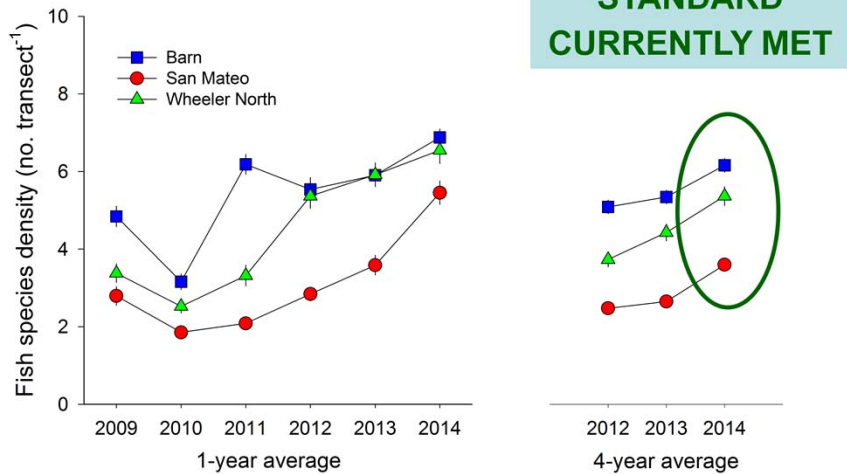 STANDARD
CURRENTLY MET
Fish species density (no. transect⁻¹)
10
8
6
4
2
0
Barn
San Mateo
Wheeler North
2009 2010 2011 2012 2013 2014
1-year average
2012 2013 2014
4-year average